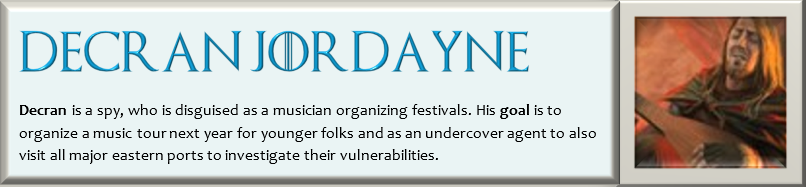 DECRAN JORDAYNE
Decran is a spy, who is disguised as a musician organizing festivals. His goal is to
organize a music tour next year for younger folks and as an undercover agent to also
visit all major eastern ports to investigate their vulnerabilities.